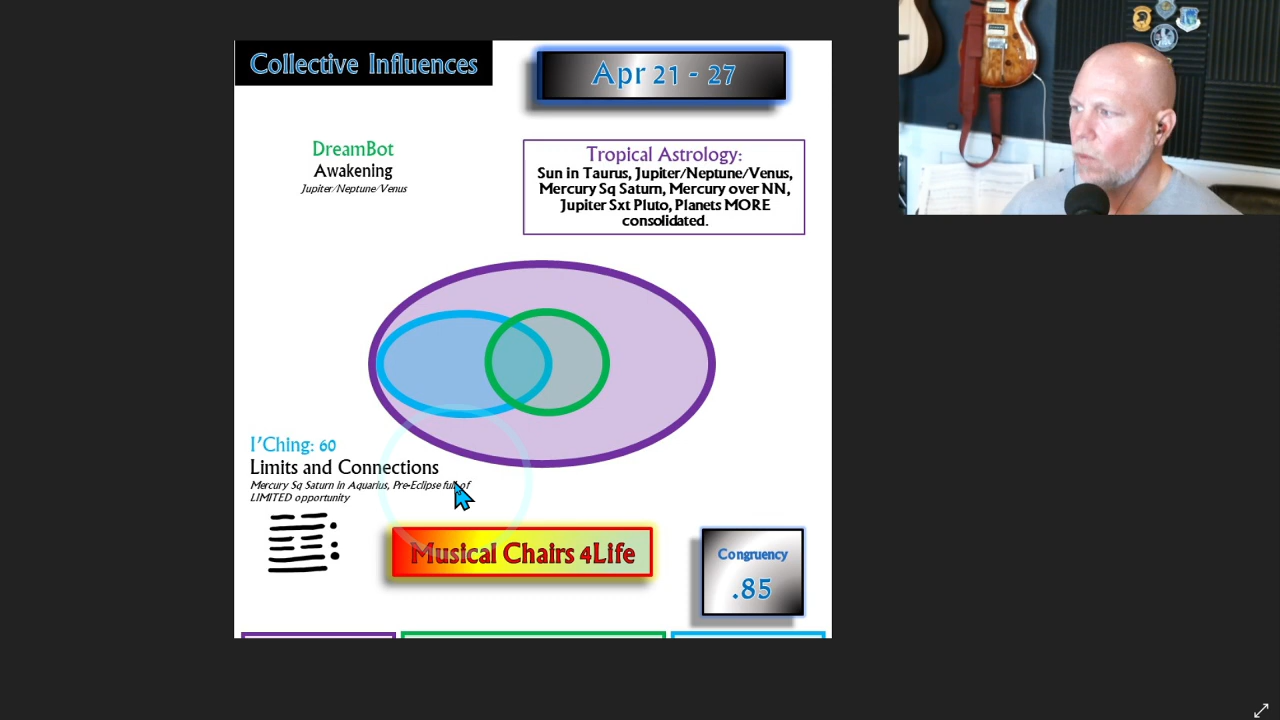 Collective Influences
Apr 21 - 27
DreamBot
Awakening
Jupiter/Neptune/Venus
Tropical Astrology:
Sun in Taurus, Jupiter/Neptune/Venus,
Mercury Sq Saturn, Mercury over NN,
Jupiter Sxt Pluto, Planets MORE
consolidated.
I'Ching: 60
Limits and Connections
Mercury Sq Saturn in Aquarius, Pre-Eclipse full of
LIMITED opportunity
Musical Chairs 4Life
Congruency
.85